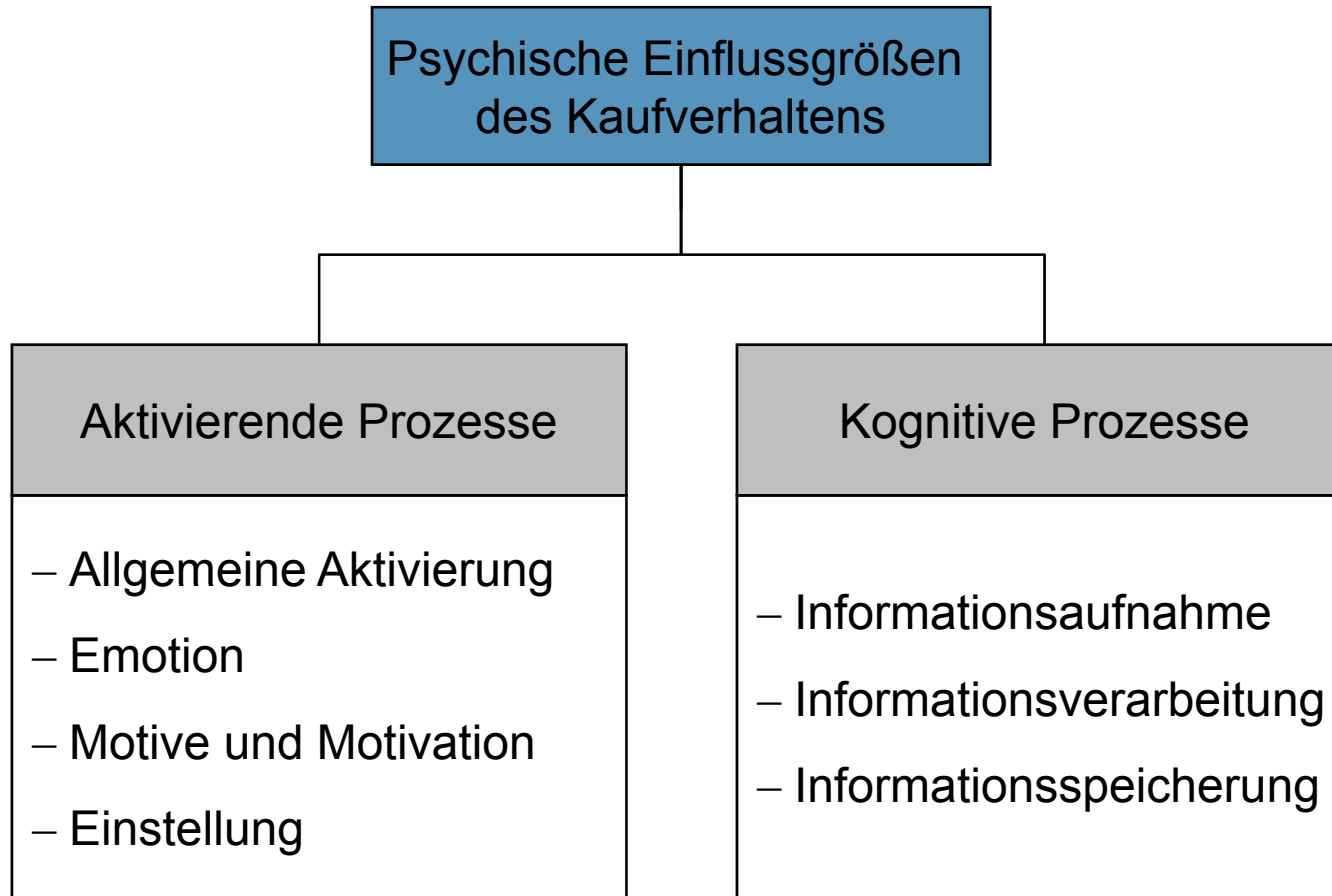 Psychische Einflussgrößen
des Kaufverhaltens
Aktivierende Prozesse
– Allgemeine Aktivierung
– Emotion
– Motive und Motivation
– Einstellung
Kognitive Prozesse
– Informationsaufnahme
– Informationsverarbeitung
– Informationsspeicherung